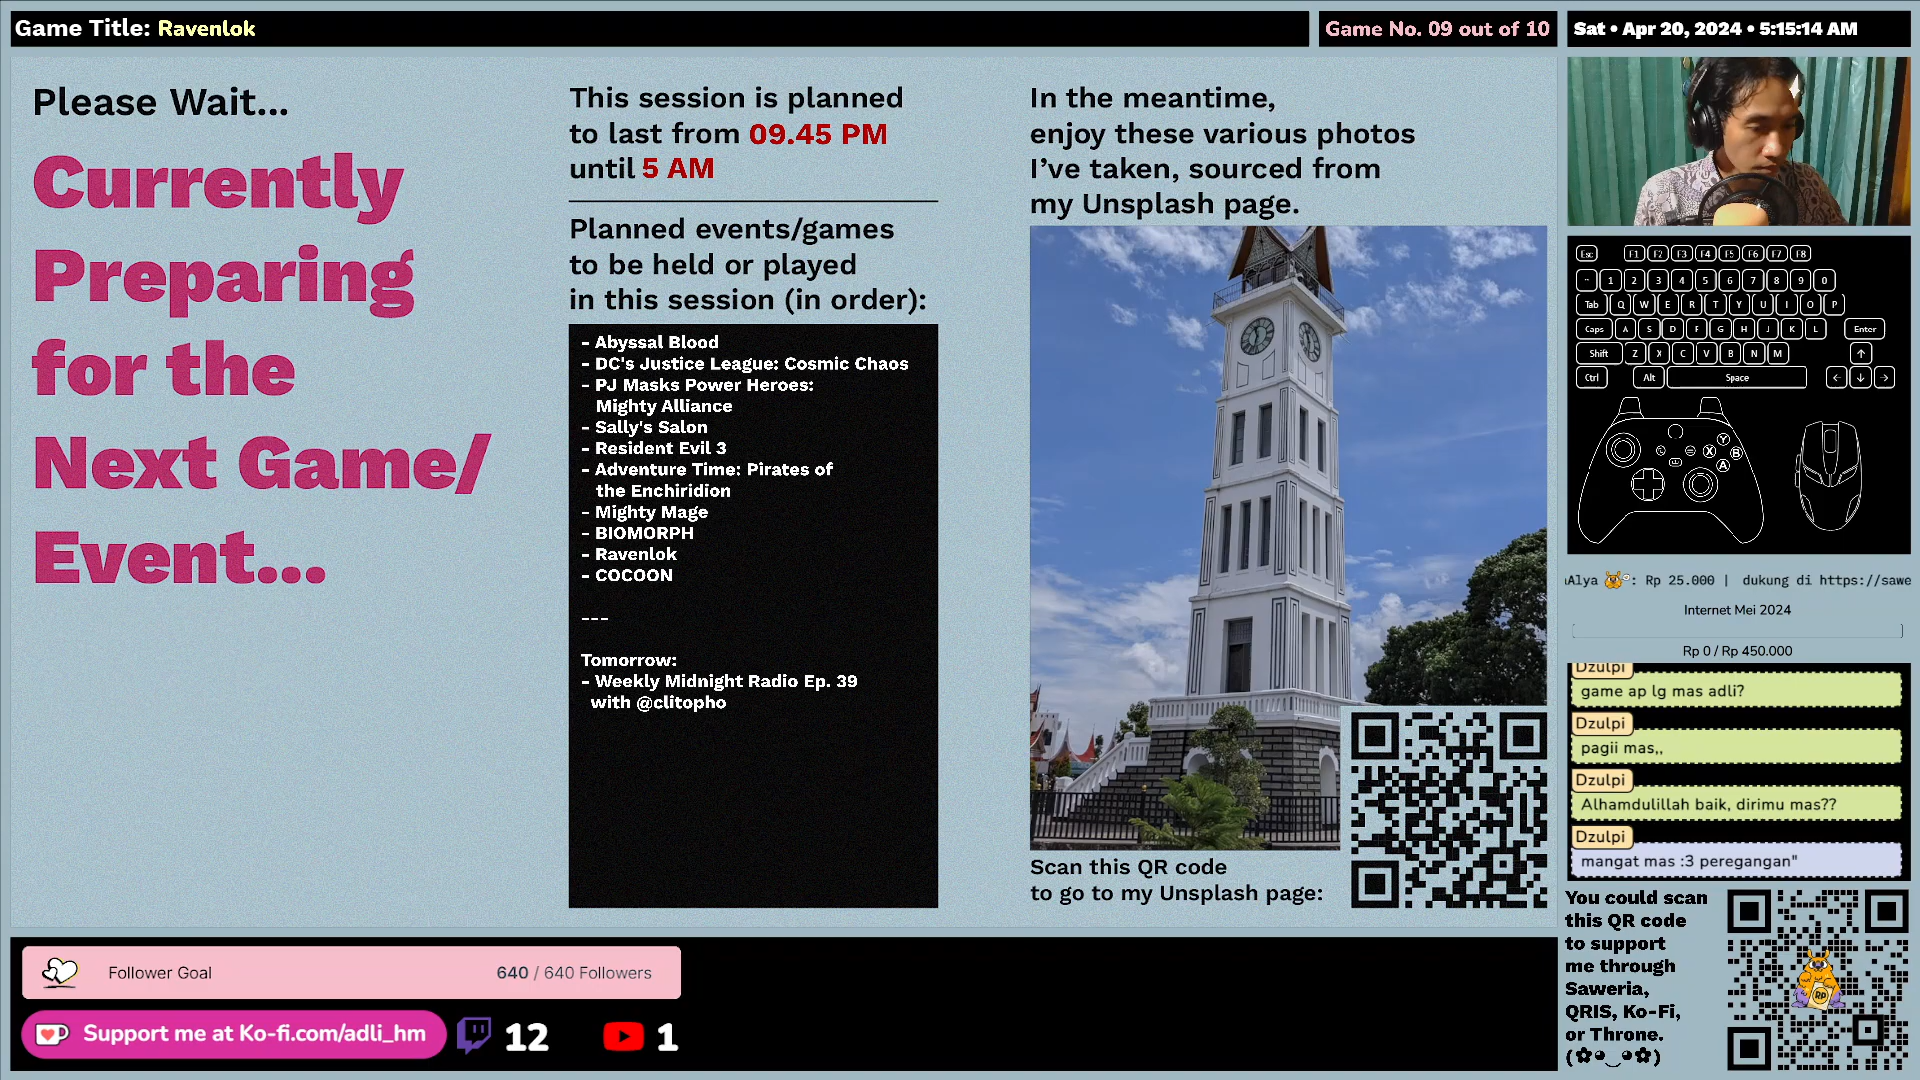 Game Title: Ravenlok
Game No. 09 out of 10
Sat • Apr 20, 2024 • 5:15:14 AM
Please Wait...
Currently
Preparing
for the
Next Game/
Event...
This session is planned
to last from 09.45 PM
until 5 AM
Planned events/games
to be held or played
in this session (in order):
- Abyssal Blood
- DC's Justice League: Cosmic Chaos
- PJ Masks Power Heroes:
Mighty Alliance
- Sally's Salon
- Resident Evil 3
- Adventure Time: Pirates of
the Enchiridion
- Mighty Mage
- BIOMORPH
- Ravenlok
- COCOON
---
Tomorrow:
- Weekly Midnight Radio Ep. 39
with @clitopho
In the meantime,
enjoy these various photos
I've taken, sourced from
my Unsplash page.
Scan this QR code
to go to my Unsplash page:
Esc F1 F2 F3 F4 F5 F6 F7 F8
~ 1 2 3 4 5 6 7 8 9 0
Tab Q W E R T Y U I O P
Caps A S D F G H J K L Enter
Shift Z X C V B N M ↑
Ctrl Alt Space ← ↓ →
Y
X B
A
Alya : Rp 25.000 | dukung di https://sawe
Internet Mei 2024
Rp 0 / Rp 450.000
Dzulpi
game ap lg mas adli?
Dzulpi
pagii mas,,
Dzulpi
Alhamdulillah baik, dirimu mas??
Dzulpi
mangat mas :3 peregangan"
You could scan
this QR code
to support
me through
Saweria,
QRIS, Ko-Fi,
or Throne.
(✿◕‿◕✿)
RP
Follower Goal 640 / 640 Followers
Support me at Ko-fi.com/adli_hm
12
1